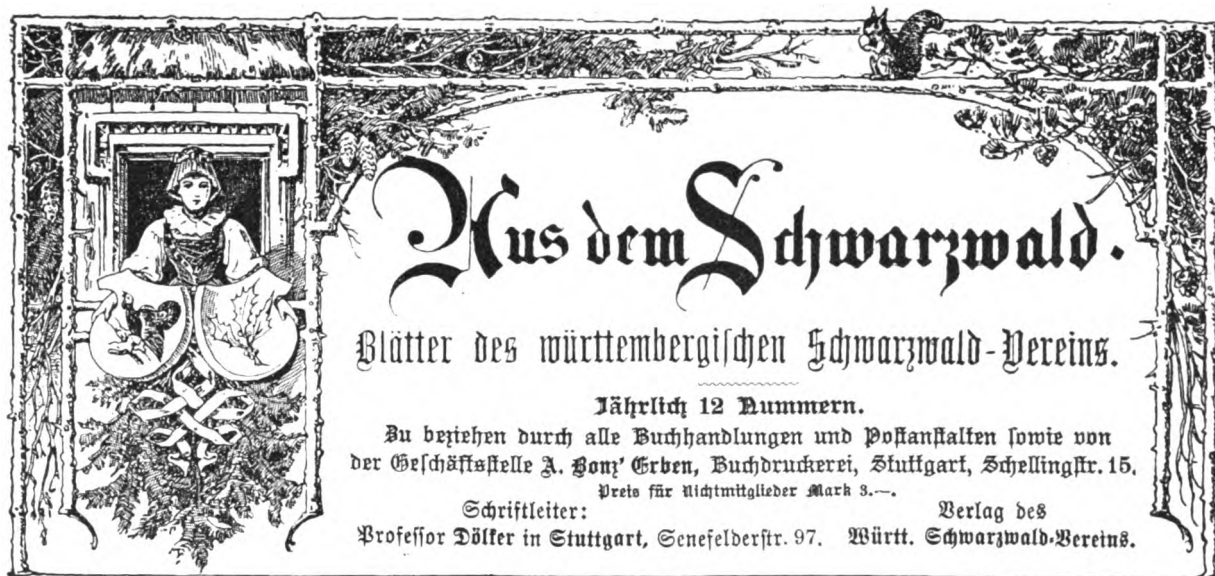 Aus dem Schwarzwald.
Blätter des württembergischen Schwarzwald-Vereins.
Jährlich 12 Nummern.
Zu beziehen durch alle Buchhandlungen und Postanstalten sowie von
der Geschäftsstelle A. Bonz' Erben, Buchdruckerei, Stuttgart, Schellingstr. 15.
Preis für Nichtmitglieder Mark 3.—.
Schriftleiter:
Professor Dölker in Stuttgart, Senefelderstr. 97.
Verlag des
Württ. Schwarzwald-Vereins.